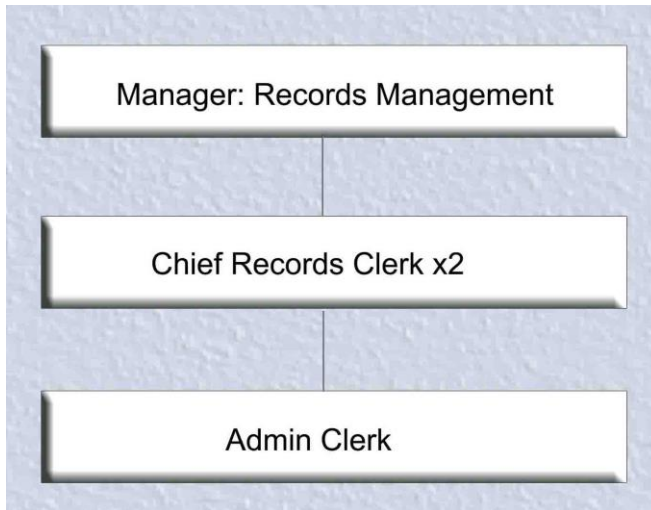 Manager: Records Management
Chief Records Clerk x2
Admin Clerk